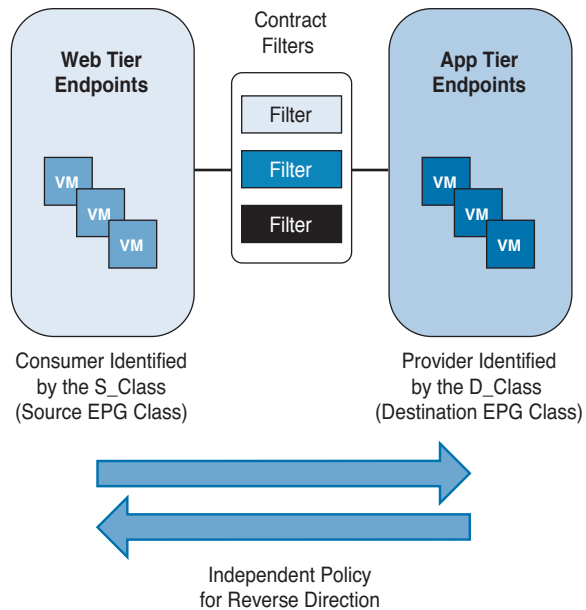 Contract
Filters
Web Tier
Endpoints
VM
VM
VM
Filter
Filter
Filter
App Tier
Endpoints
VM
VM
VM
Consumer Identified
by the S_Class
(Source EPG Class)
Provider Identified
by the D_Class
(Destination EPG Class)
Independent Policy
for Reverse Direction